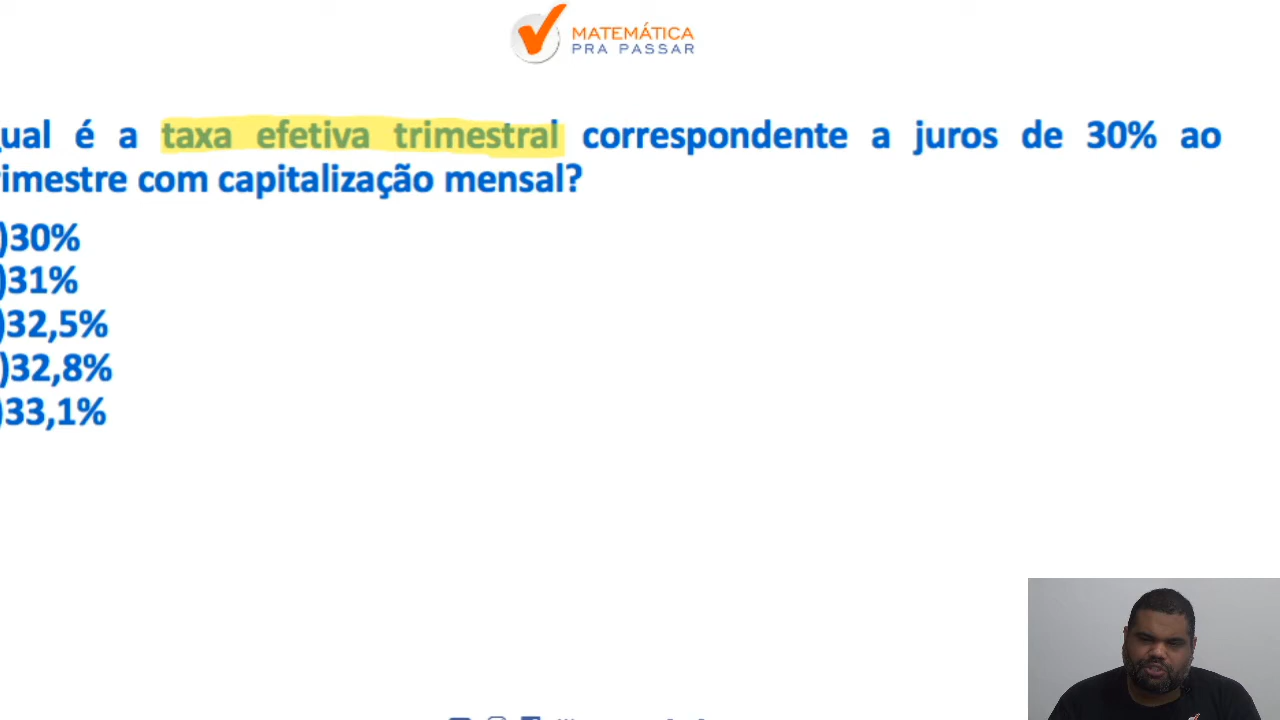 MATEMÁTICA
PRA PASSAR
ual é a taxa efetiva trimestral correspondente a juros de 30% ao
rimestre com capitalização mensal?
)30%
)31%
)32,5%
)32,8%
)33,1%